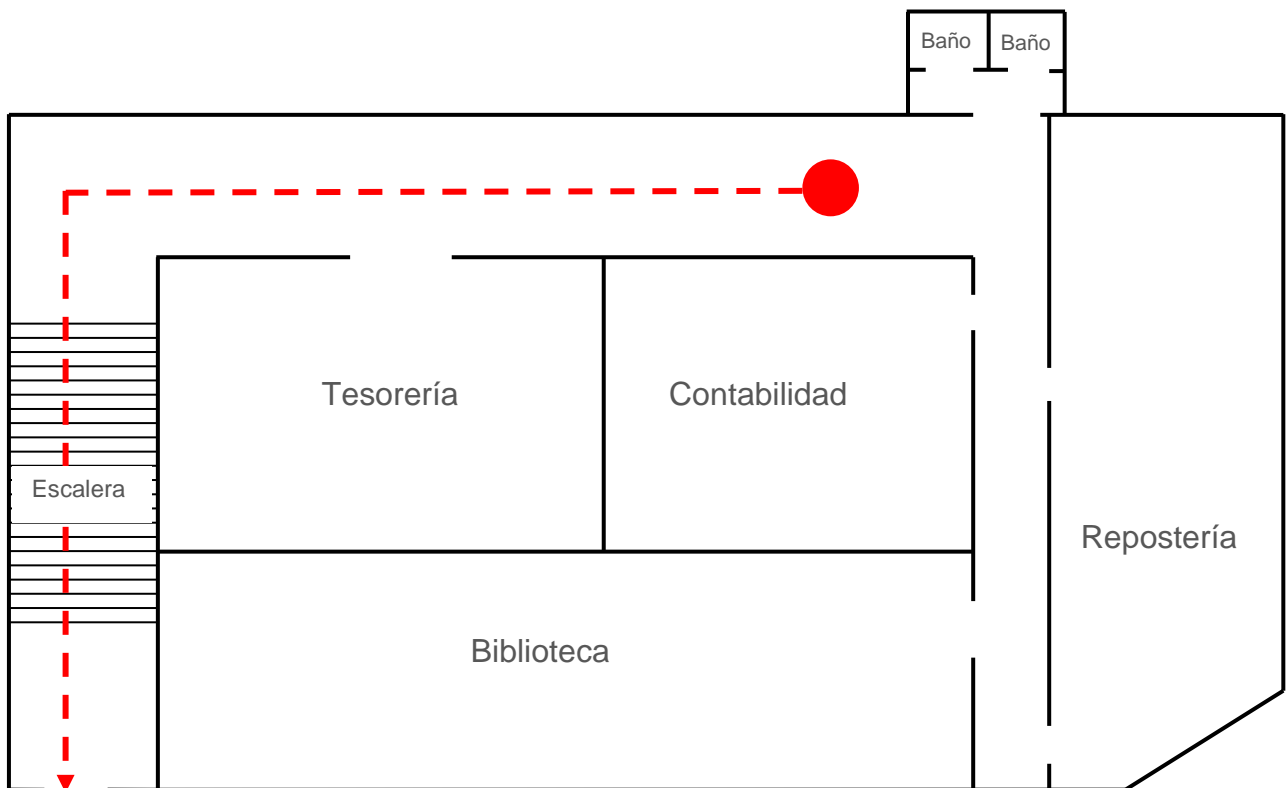 Baño
Baño
Tesorería
Contabilidad
Escalera
Repostería
Biblioteca